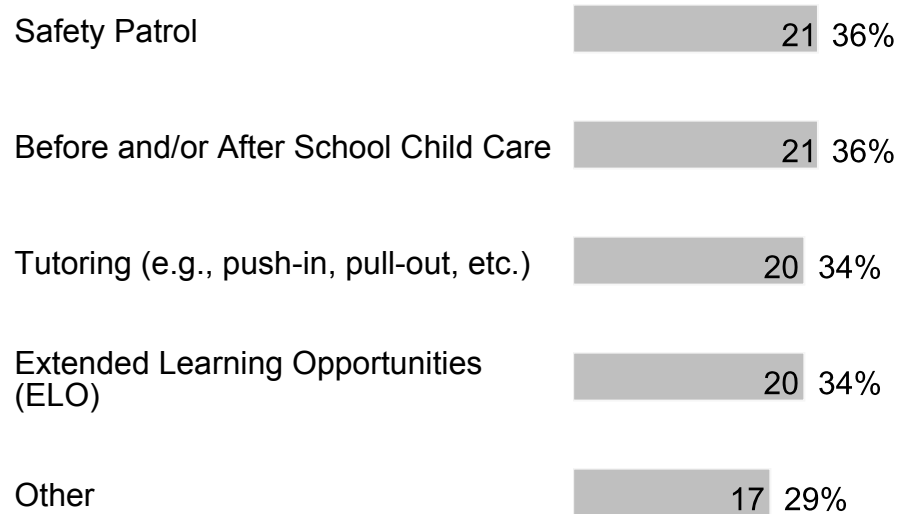 Safety Patrol 21 36%
Before and/or After School Child Care 21 36%
Tutoring (e.g., push-in, pull-out, etc.) 20 34%
Extended Learning Opportunities
(ELO) 20 34%
Other 17 29%